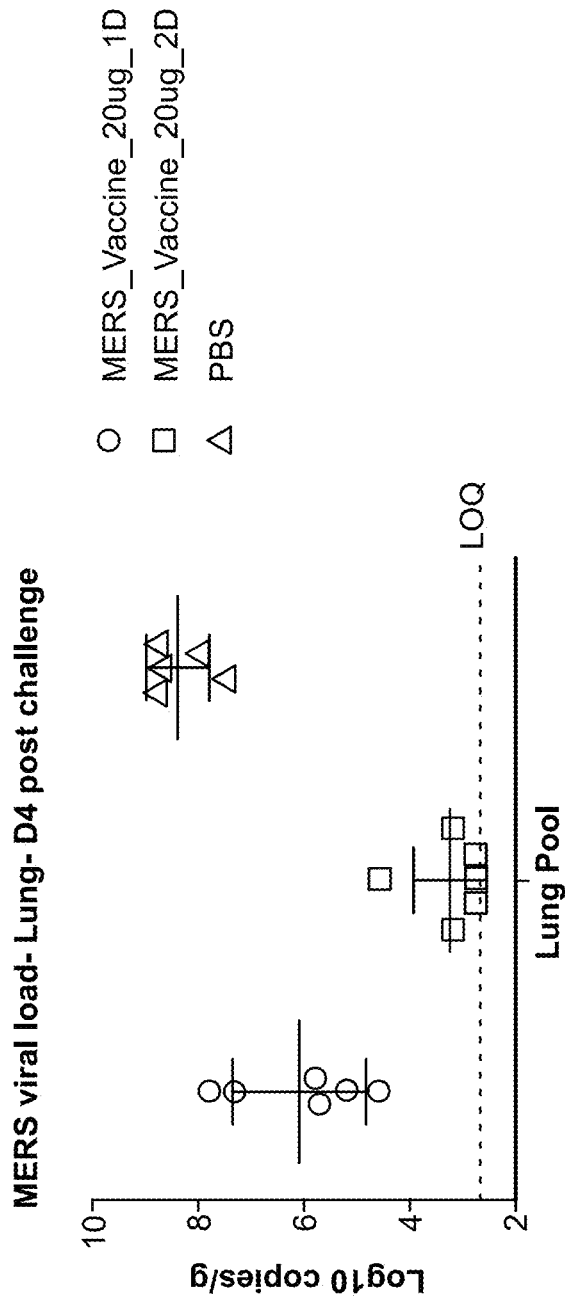 MERS viral load- Lung- D4 post challenge
MERS_Vaccine_20ug_1D
MERS_Vaccine_20ug_2D
PBS
10
8
6
4
2
Log10 copies/g
LOQ
Lung Pool